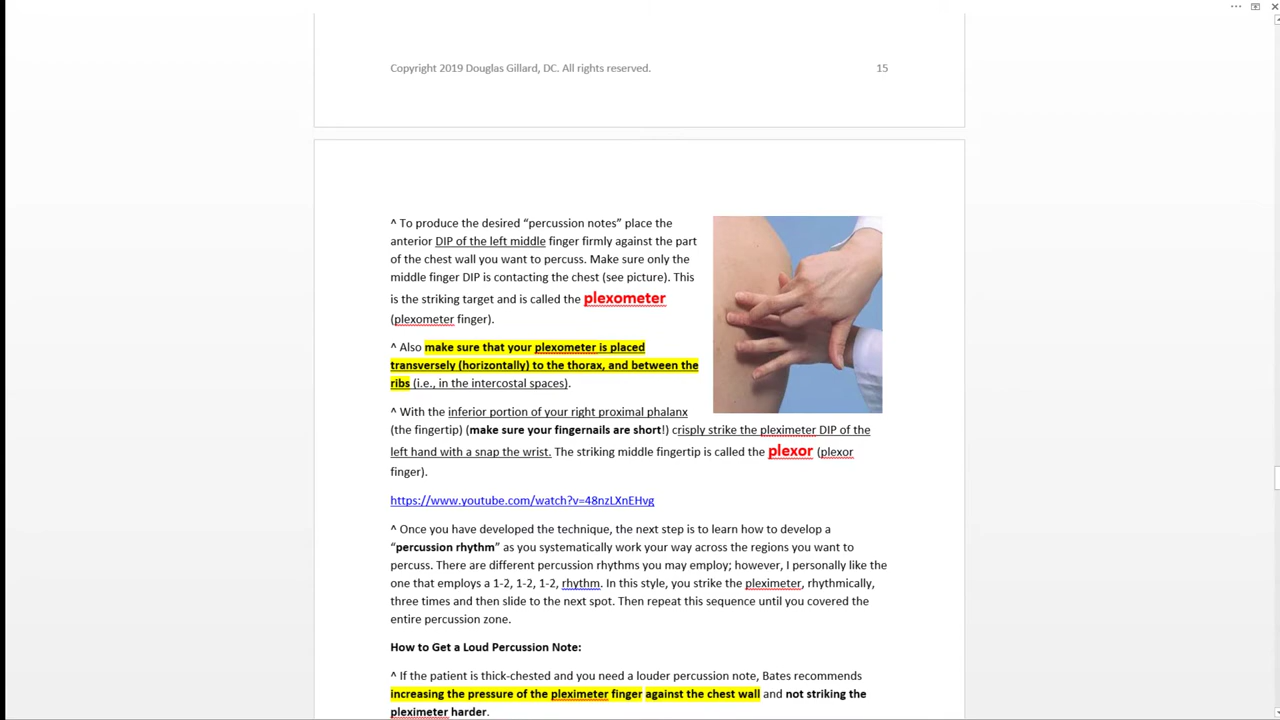 Copyright 2019 Douglas Gillard, DC. All rights reserved. 15
^ To produce the desired “percussion notes” place the
anterior DIP of the left middle finger firmly against the part
of the chest wall you want to percuss. Make sure only the
middle finger DIP is contacting the chest (see picture). This
is the striking target and is called the plexometer
(plexometer finger).
^ Also make sure that your plexometer is placed
transversely (horizontally) to the thorax, and between the
ribs (i.e., in the intercostal spaces).
^ With the inferior portion of your right proximal phalanx
(the fingertip) (make sure your fingernails are short!) crisply strike the pleximeter DIP of the
left hand with a snap the wrist. The striking middle fingertip is called the plexor (plexor
finger).
https://www.youtube.com/watch?v=48nzLXnEHvg
^ Once you have developed the technique, the next step is to learn how to develop a
“percussion rhythm” as you systematically work your way across the regions you want to
percuss. There are different percussion rhythms you may employ; however, I personally like the
one that employs a 1-2, 1-2, 1-2, rhythm. In this style, you strike the pleximeter, rhythmically,
three times and then slide to the next spot. Then repeat this sequence until you covered the
entire percussion zone.
How to Get a Loud Percussion Note:
^ If the patient is thick-chested and you need a louder percussion note, Bates recommends
increasing the pressure of the pleximeter finger against the chest wall and not striking the
pleximeter harder.